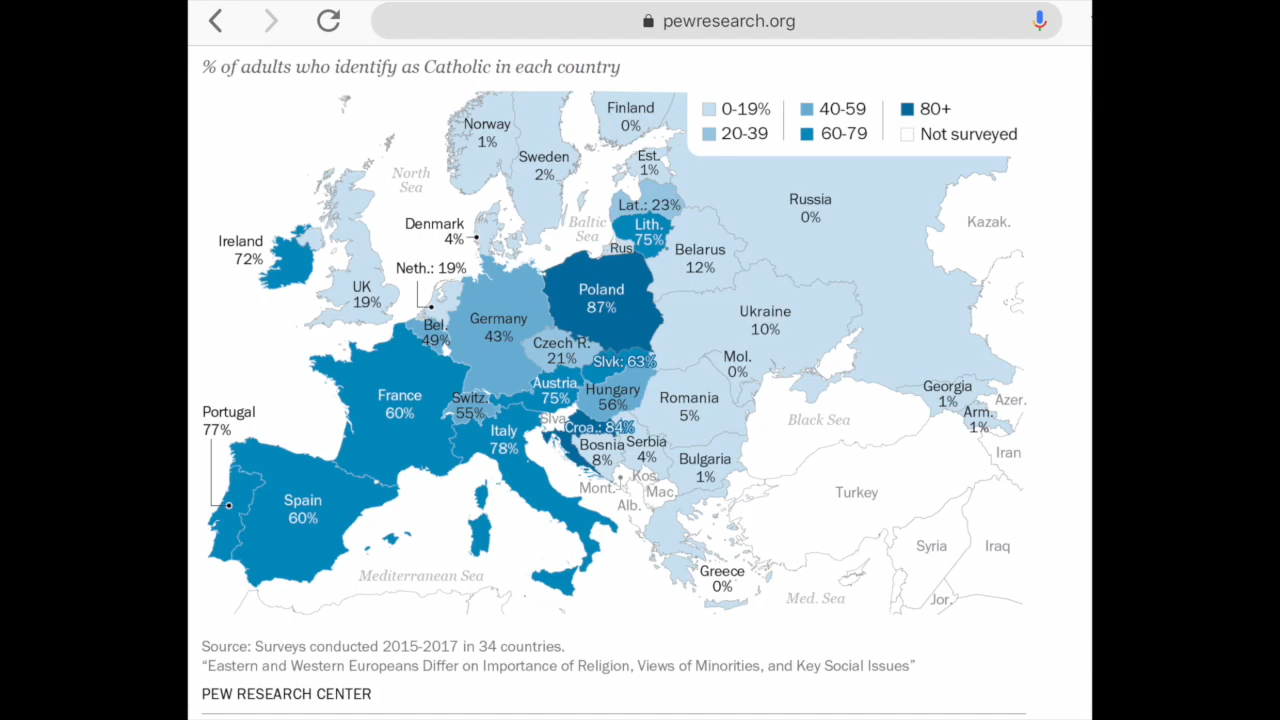 pewresearch.org
% of adults who identify as Catholic in each country
0-19%
40-59
80+
20-39
60-79
Not surveyed
Norway
1%
Finland
0%
Sweden
2%
Est.
1%
North
Sea
Russia
0%
Lat.: 23%
Denmark
4%
Baltic
Sea
Lith.
75%
Kazak.
Ireland
72%
Rus.
Belarus
12%
Neth.: 19%
UK
19%
Poland
87%
Germany
43%
Bel.
49%
Ukraine
10%
Czech R.
21%
Slvk: 63%
Mol.
0%
Austria
75%
Hungary
56%
France
60%
Switz.
55%
Romania
5%
Georgia
1%
Azer.
Arm.
1%
Portugal
77%
Italy
78%
Slva.
Croa.: 84%
Black Sea
Bosnia
8%
Serbia
4%
Bulgaria
1%
Iran
Kos.
Mont.
Mac.
Alb.
Turkey
Spain
60%
Syria
Iraq
Mediterranean Sea
Greece
0%
Med. Sea
Jor.
Source: Surveys conducted 2015-2017 in 34 countries.
“Eastern and Western Europeans Differ on Importance of Religion, Views of Minorities, and Key Social Issues”
PEW RESEARCH CENTER